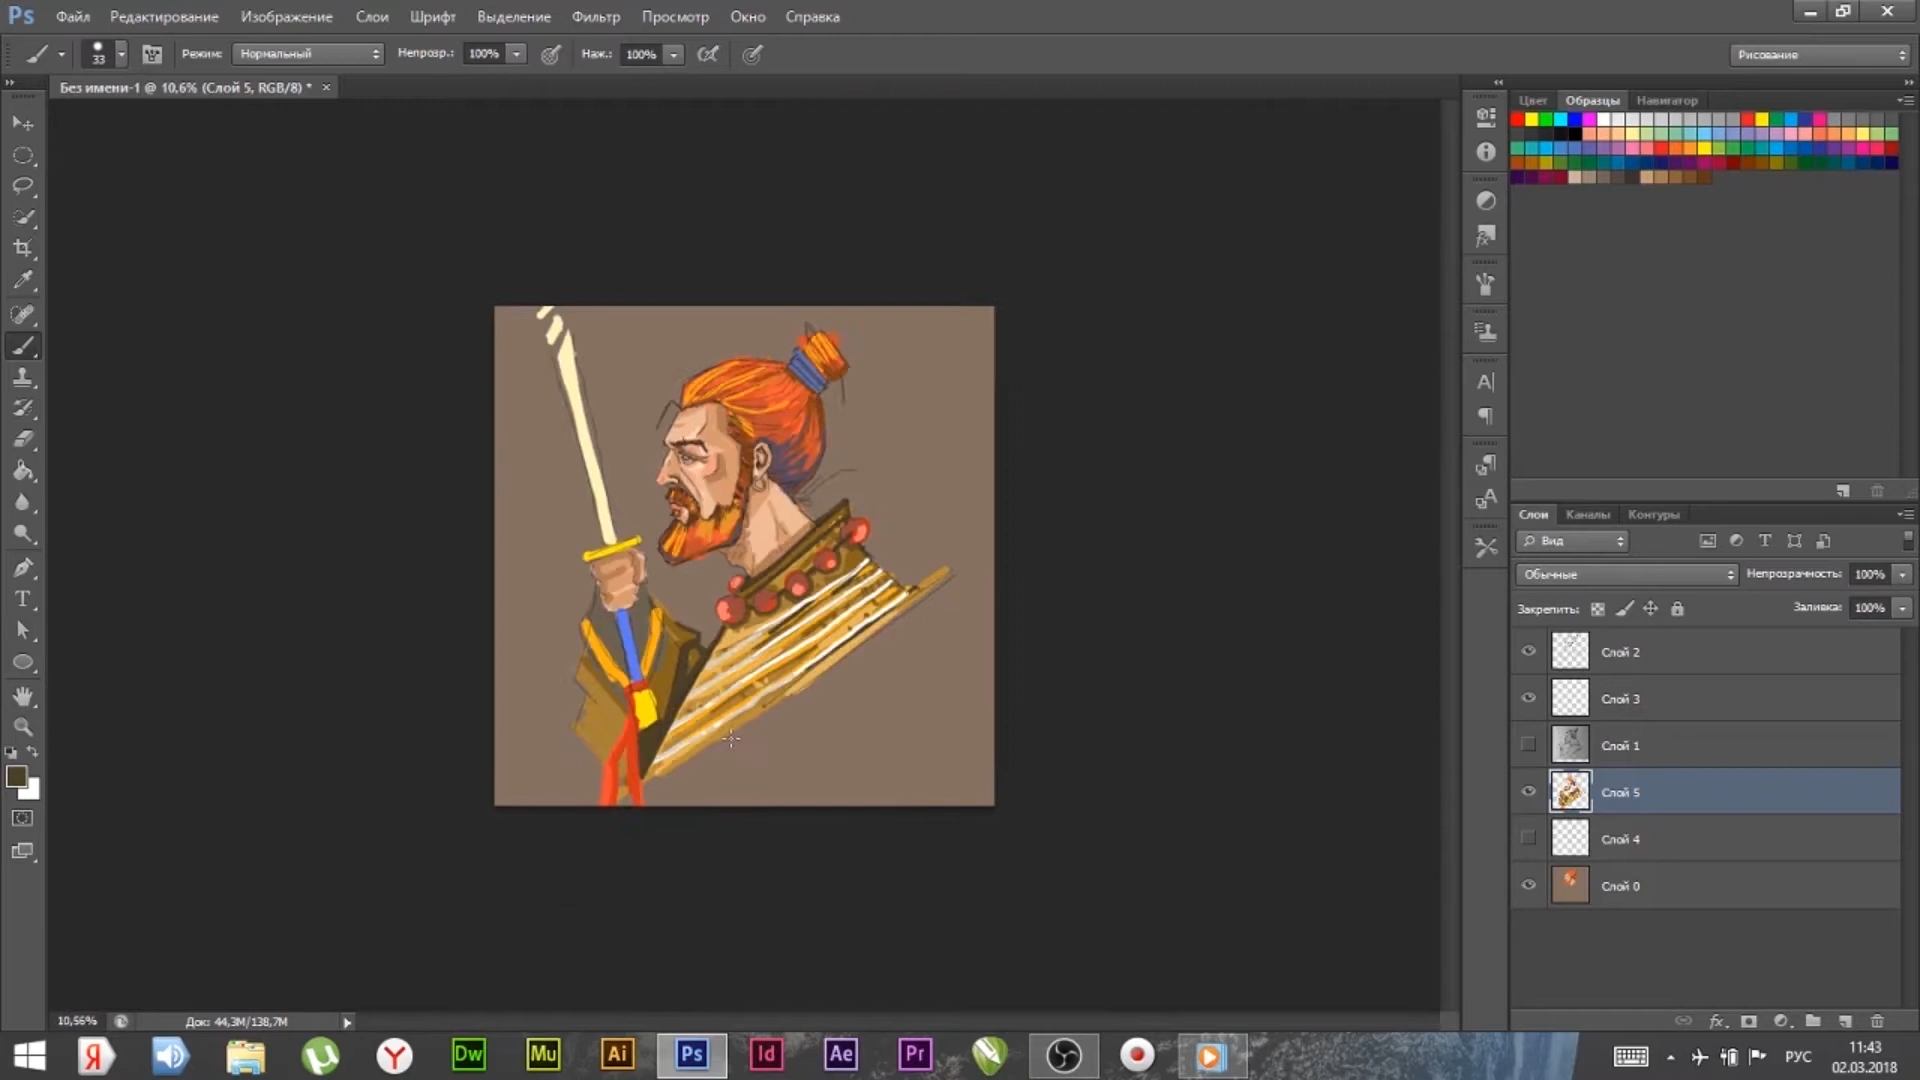 Ps Файл Редактирование Изображение Слои Шрифт Выделение Фильтр Просмотр Окно Справка
33 Режим: Нормальный Непрозр.: 100% Наж.: 100% Рисование
Без имени-1 @ 10,6% (Слой 5, RGB/8) * ×
Цвет Образцы Навигатор
Слои Каналы Контуры
Вид
Обычные Непрозрачность: 100%
Закрепить: Заливка: 100%
Слой 2
Слой 3
Слой 1
Слой 5
Слой 4
Слой 0
10,56% Док: 44,3M/138,7M
Я Y Dw Mu Ai Ps Id Ae Pr РУС 11:43
02.03.2018